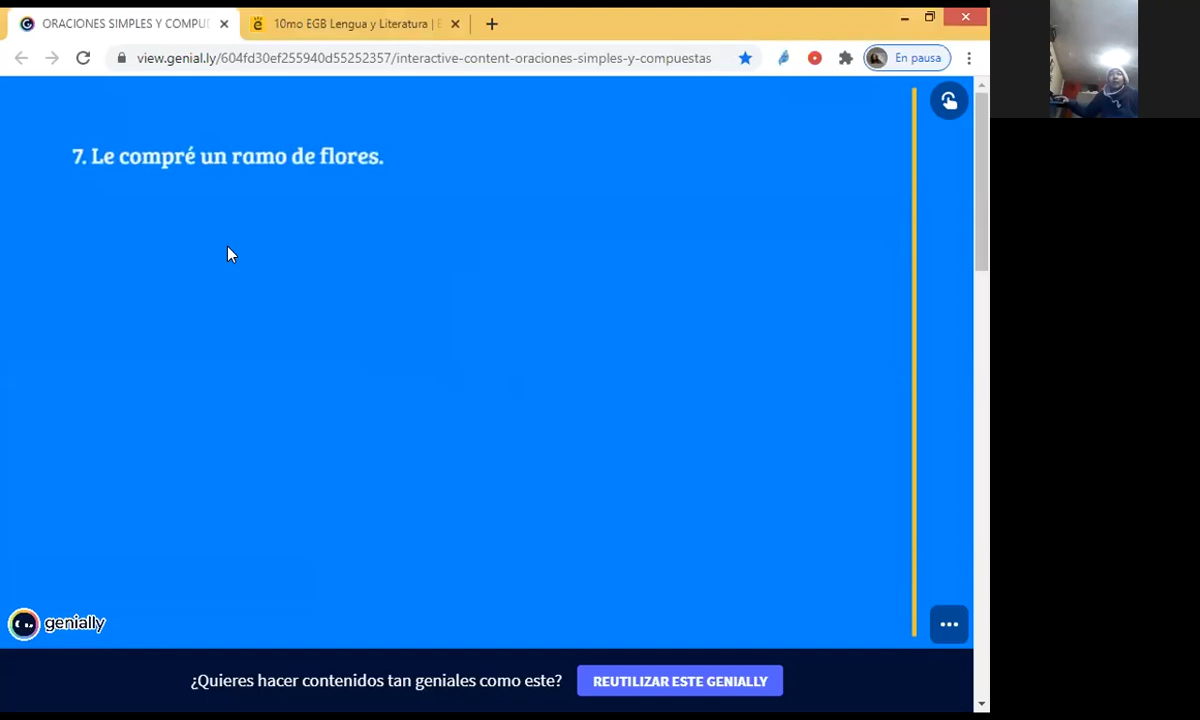 ORACIONES SIMPLES Y COMPU
10mo EGB Lengua y Literatura | E
view.genial.ly/604fd30ef255940d55252357/interactive-content-oraciones-simples-y-compuestas
En pausa
7. Le compré un ramo de flores.
genially
¿Quieres hacer contenidos tan geniales como este?
REUTILIZAR ESTE GENIALLY